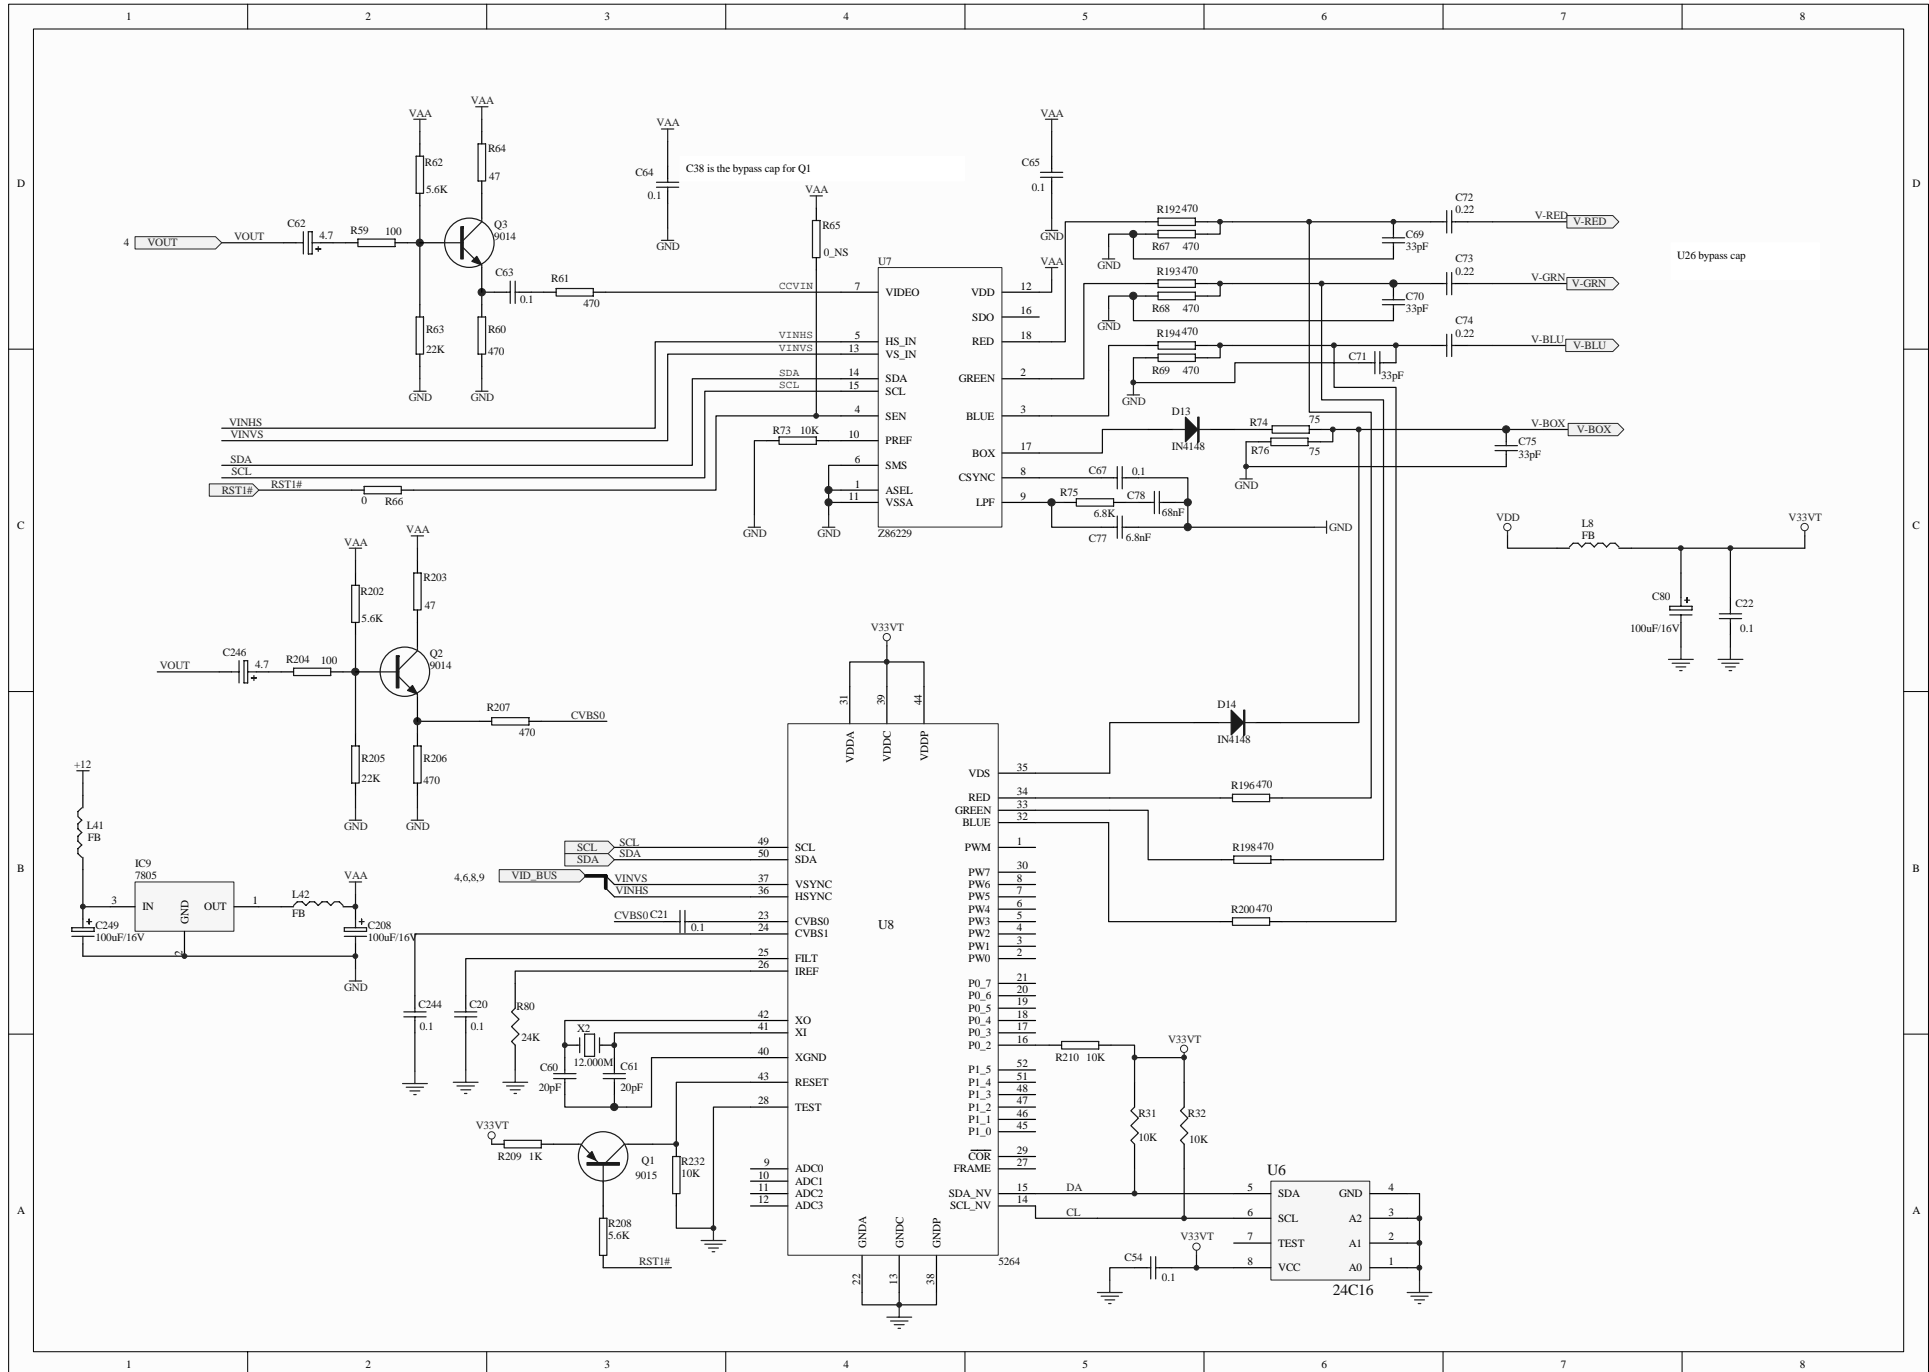 1 2 3 4 5 6 7 8
D
C
B
A
D
C
B
A
VAA
VAA
R62
5.6K
R64
47
4 VOUT
VOUT
C62
4.7
+
R59 100
Q3
9014
C63
0.1
R61
470
R63
22K
R60
470
GND
GND
VAA
C64
0.1
GND
C38 is the bypass cap for Q1
VAA
R65
0_NS
VAA
C65
0.1
GND
VAA
U7
CCVIN 7 VIDEO
VINHS 5 HS_IN
VINVS 13 VS_IN
SDA 14 SDA
SCL 15 SCL
4 SEN
R73 10K 10 PREF
6 SMS
1 ASEL
11 VSSA
VDD 12
SDO 16
RED 18
GREEN 2
BLUE 3
BOX 17
CSYNC 8
LPF 9
Z86229
GND
GND
R192 470
R67 470
GND
C69
33pF
C72
0.22
V-RED V-RED
R193 470
R68 470
GND
C70
33pF
C73
0.22
V-GRN V-GRN
R194 470
R69 470
GND
C71
33pF
C74
0.22
V-BLU V-BLU
U26 bypass cap
D13
IN4148
R74 75
R76 75
GND
C75
33pF
V-BOX V-BOX
C67 0.1
R75
6.8K
C78
68nF
C77 6.8nF
GND
VINHS
VINVS
SDA
SCL
RST1# RST1#
0 R66
VDD
L8
FB
V33VT
C80
+
100uF/16V
C22
0.1
VAA
VAA
R202
5.6K
R203
47
VOUT
C246
4.7
+
R204 100
Q2
9014
R207
470
CVBS0
R205
22K
R206
470
GND
GND
+12
L41
FB
IC9
7805
3 IN
GND
OUT 1
2
L42
FB
VAA
+
C249
100uF/16V
+
C208
100uF/16V
GND
V33VT
31
39
44
VDDA
VDDC
VDDP
U8
SCL SCL 49 SCL
SDA SDA 50 SDA
4,6,8,9 VID_BUS
VINVS 37 VSYNC
VINHS 36 HSYNC
CVBS0 C21
0.1
23 CVBS0
24 CVBS1
25 FILT
26 IREF
42 XO
41 XI
40 XGND
43 RESET
28 TEST
9 ADC0
10 ADC1
11 ADC2
12 ADC3
VDS 35
RED 34
GREEN 33
BLUE 32
PWM 1
PW7 30
PW6 8
PW5 7
PW4 6
PW3 5
PW2 4
PW1 3
PW0 2
P0_7 21
P0_6 20
P0_5 19
P0_4 18
P0_3 17
P0_2 16
P1_5 52
P1_4 51
P1_3 48
P1_2 47
P1_1 46
P1_0 45
COR 29
FRAME 27
SDA_NV 15 DA
SCL_NV 14 CL
GNDA
GNDC
GNDP
22
13
38
5264
D14
IN4148
R196 470
R198 470
R200 470
C244
0.1
C20
0.1
R80
24K
X2
12.000M
C60
20pF
C61
20pF
V33VT
R209 1K
Q1
9015
R232
10K
R208
5.6K
RST1#
R210 10K
V33VT
R31
10K
R32
10K
U6
5 SDA
6 SCL
7 TEST
8 VCC
GND 4
A2 3
A1 2
A0 1
24C16
V33VT
C54
0.1
1 2 3 4 5 6 7 8